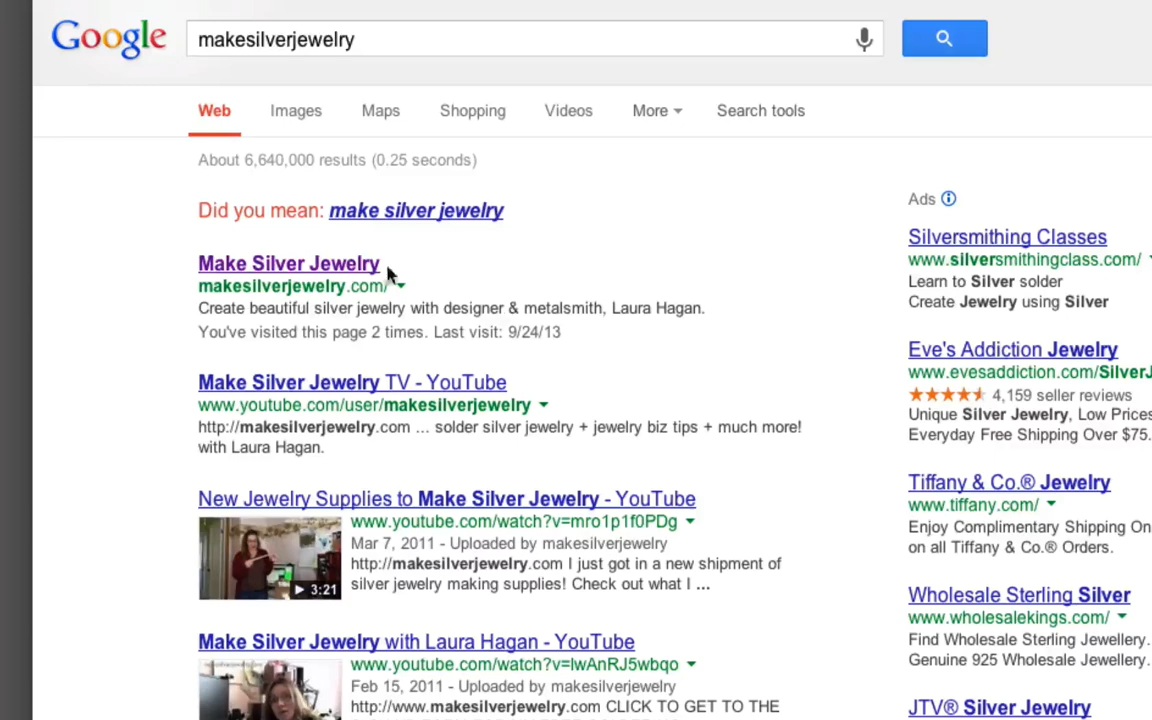 Google
makesilverjewelry
Web Images Maps Shopping Videos More Search tools
About 6,640,000 results (0.25 seconds)
Did you mean: make silver jewelry
Make Silver Jewelry
makesilverjewelry.com/
Create beautiful silver jewelry with designer & metalsmith, Laura Hagan.
You've visited this page 2 times. Last visit: 9/24/13
Make Silver Jewelry TV - YouTube
www.youtube.com/user/makesilverjewelry
http://makesilverjewelry.com ... solder silver jewelry + jewelry biz tips + much more!
with Laura Hagan.
New Jewelry Supplies to Make Silver Jewelry - YouTube
www.youtube.com/watch?v=mro1p1f0PDg
Mar 7, 2011 - Uploaded by makesilverjewelry
http://makesilverjewelry.com I just got in a new shipment of
silver jewelry making supplies! Check out what I ...
3:21
Make Silver Jewelry with Laura Hagan - YouTube
www.youtube.com/watch?v=lwAnRJ5wbqo
Feb 15, 2011 - Uploaded by makesilverjewelry
http://www.makesilverjewelry.com CLICK TO GET TO THE
Ads
Silversmithing Classes
www.silversmithingclass.com/
Learn to Silver solder
Create Jewelry using Silver
Eve's Addiction Jewelry
www.evesaddiction.com/SilverJ
4,159 seller reviews
Unique Silver Jewelry, Low Prices
Everyday Free Shipping Over $75.
Tiffany & Co.® Jewelry
www.tiffany.com/
Enjoy Complimentary Shipping On
on all Tiffany & Co.® Orders.
Wholesale Sterling Silver
www.wholesalekings.com/
Find Wholesale Sterling Jewellery.
Genuine 925 Wholesale Jewellery.
JTV® Silver Jewelry